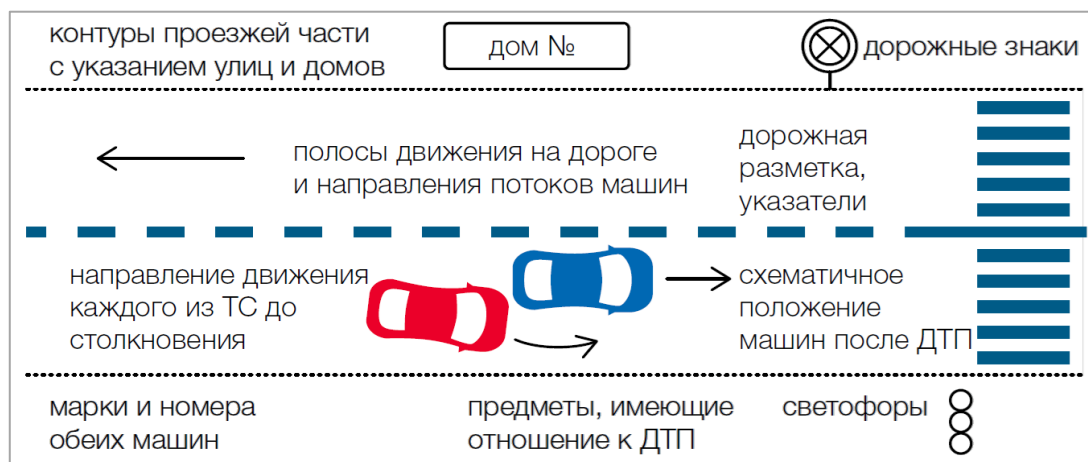 контуры проезжей части
с указанием улиц и домов
дом №
дорожные знаки
полосы движения на дороге
и направления потоков машин
дорожная
разметка,
указатели
направление движения
каждого из ТС до
столкновения
схематичное
положение
машин после ДТП
марки и номера
обеих машин
предметы, имеющие
отношение к ДТП
светофоры